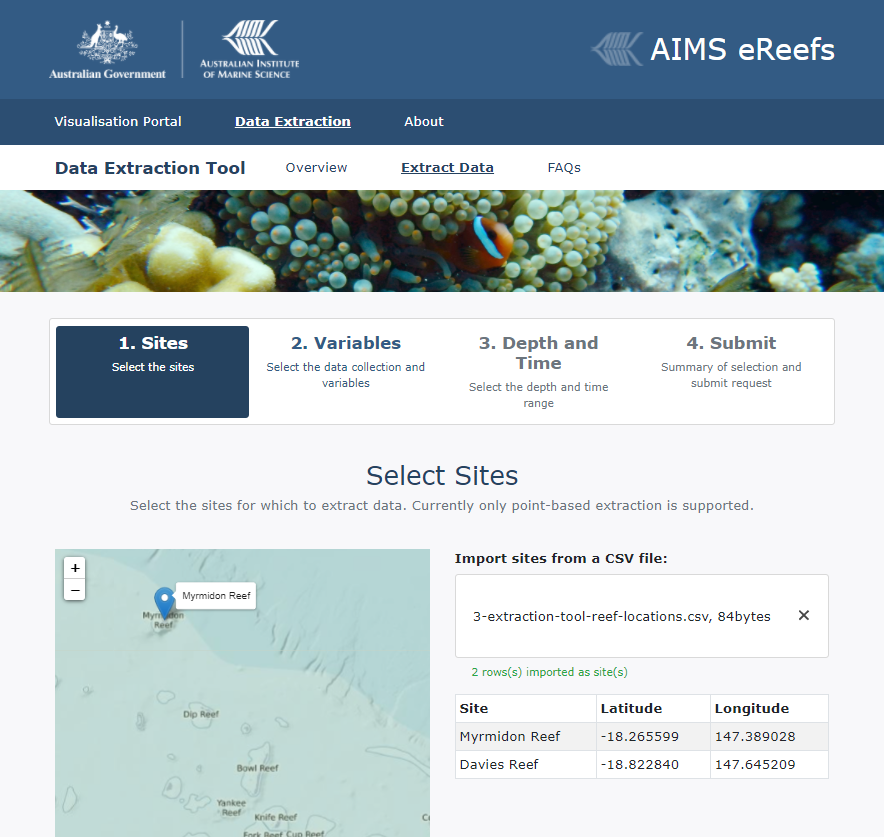 Australian Government
AUSTRALIAN INSTITUTE
OF MARINE SCIENCE
AIMS eReefs
Visualisation Portal
Data Extraction
About
Data Extraction Tool
Overview
Extract Data
FAQs
1. Sites
Select the sites
2. Variables
Select the data collection and
variables
3. Depth and
Time
Select the depth and time
range
4. Submit
Summary of selection and
submit request
Select Sites
Select the sites for which to extract data. Currently only point-based extraction is supported.
+
−
Myrmidon Reef
Myrmidon
Reef
Dip Reef
Bowl Reef
Yankee
Reef
Knife Reef
Fork Reef Cup Reef
Import sites from a CSV file:
3-extraction-tool-reef-locations.csv, 84bytes ✕
2 rows(s) imported as site(s)
Site Latitude Longitude
Myrmidon Reef -18.265599 147.389028
Davies Reef -18.822840 147.645209